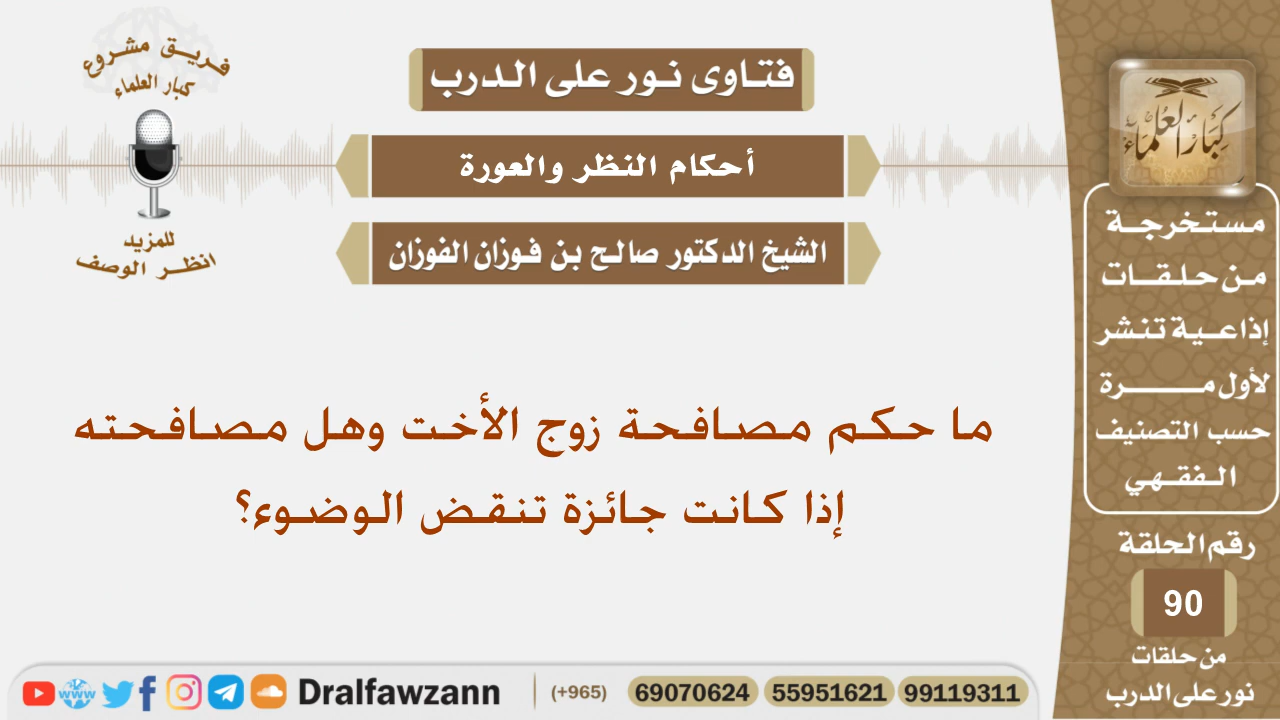 فريق مشروع
كبار العلماء
للمزيد
انظر الوصف
فتاوى نور على الدرب
أحكام النظر والعورة
الشيخ الدكتور صالح بن فوزان الفوزان
ما حكم مصافحة زوج الأخت وهل مصافحته
إذا كانت جائزة تنقض الوضوء؟
كبار العلماء
مستخرجة
من حلقات
إذاعية تنشر
لأول مرة
حسب التصنيف
الفقهي
رقم الحلقة
90
من حلقات
نور على الدرب
www Dralfawzann (+965) 69070624 55951621 99119311